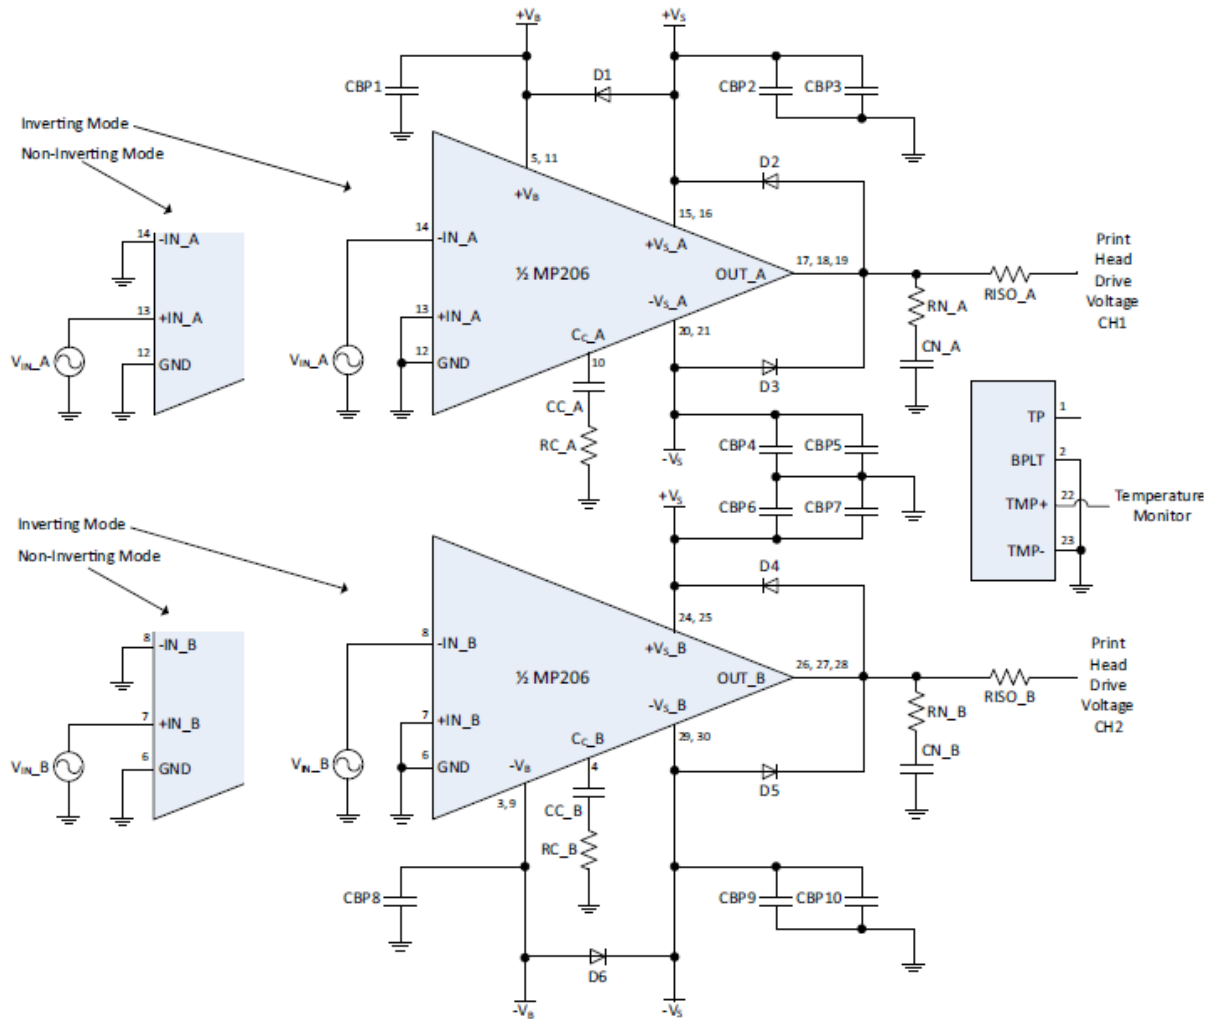 +VB
+VS
D1
CBP1
CBP2
CBP3
Inverting Mode
Non-Inverting Mode
5, 11
D2
+VB
15, 16
14
-IN_A
14
-IN_A
+VS_A
17, 18, 19
Print
Head
Drive
Voltage
CH1
½ MP206
OUT_A
RISO_A
13
+IN_A
13
+IN_A
-VS_A
RN_A
20, 21
CC_A
CN_A
VIN_A
12
GND
VIN_A
12
GND
10
D3
CC_A
RC_A
-VS
CBP4
CBP5
TP
1
BPLT
2
TMP+
22
Temperature
Monitor
TMP-
23
+VS
CBP6
CBP7
Inverting Mode
Non-Inverting Mode
D4
24, 25
8
-IN_B
8
-IN_B
+VS_B
26, 27, 28
Print
Head
Drive
Voltage
CH2
½ MP206
OUT_B
RISO_B
7
+IN_B
7
+IN_B
-VS_B
RN_B
29, 30
CC_B
CN_B
VIN_B
6
GND
VIN_B
6
GND
-VB
4
D5
3, 9
CC_B
RC_B
CBP8
CBP9
CBP10
D6
-VB
-VS